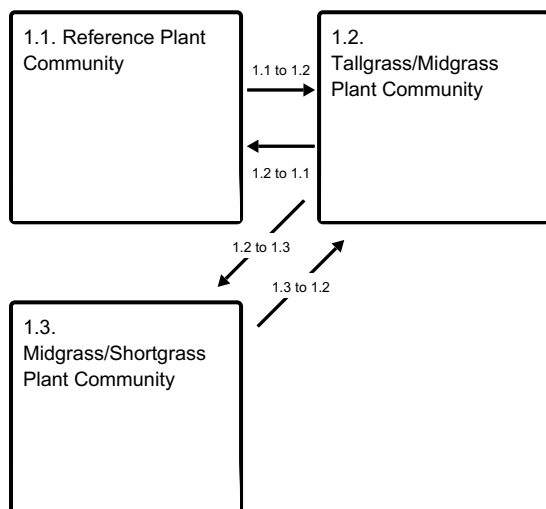 1.1. Reference Plant
Community
1.2.
Tallgrass/Midgrass
Plant Community
1.1 to 1.2
1.2 to 1.1
1.2 to 1.3
1.3 to 1.2
1.3.
Midgrass/Shortgrass
Plant Community